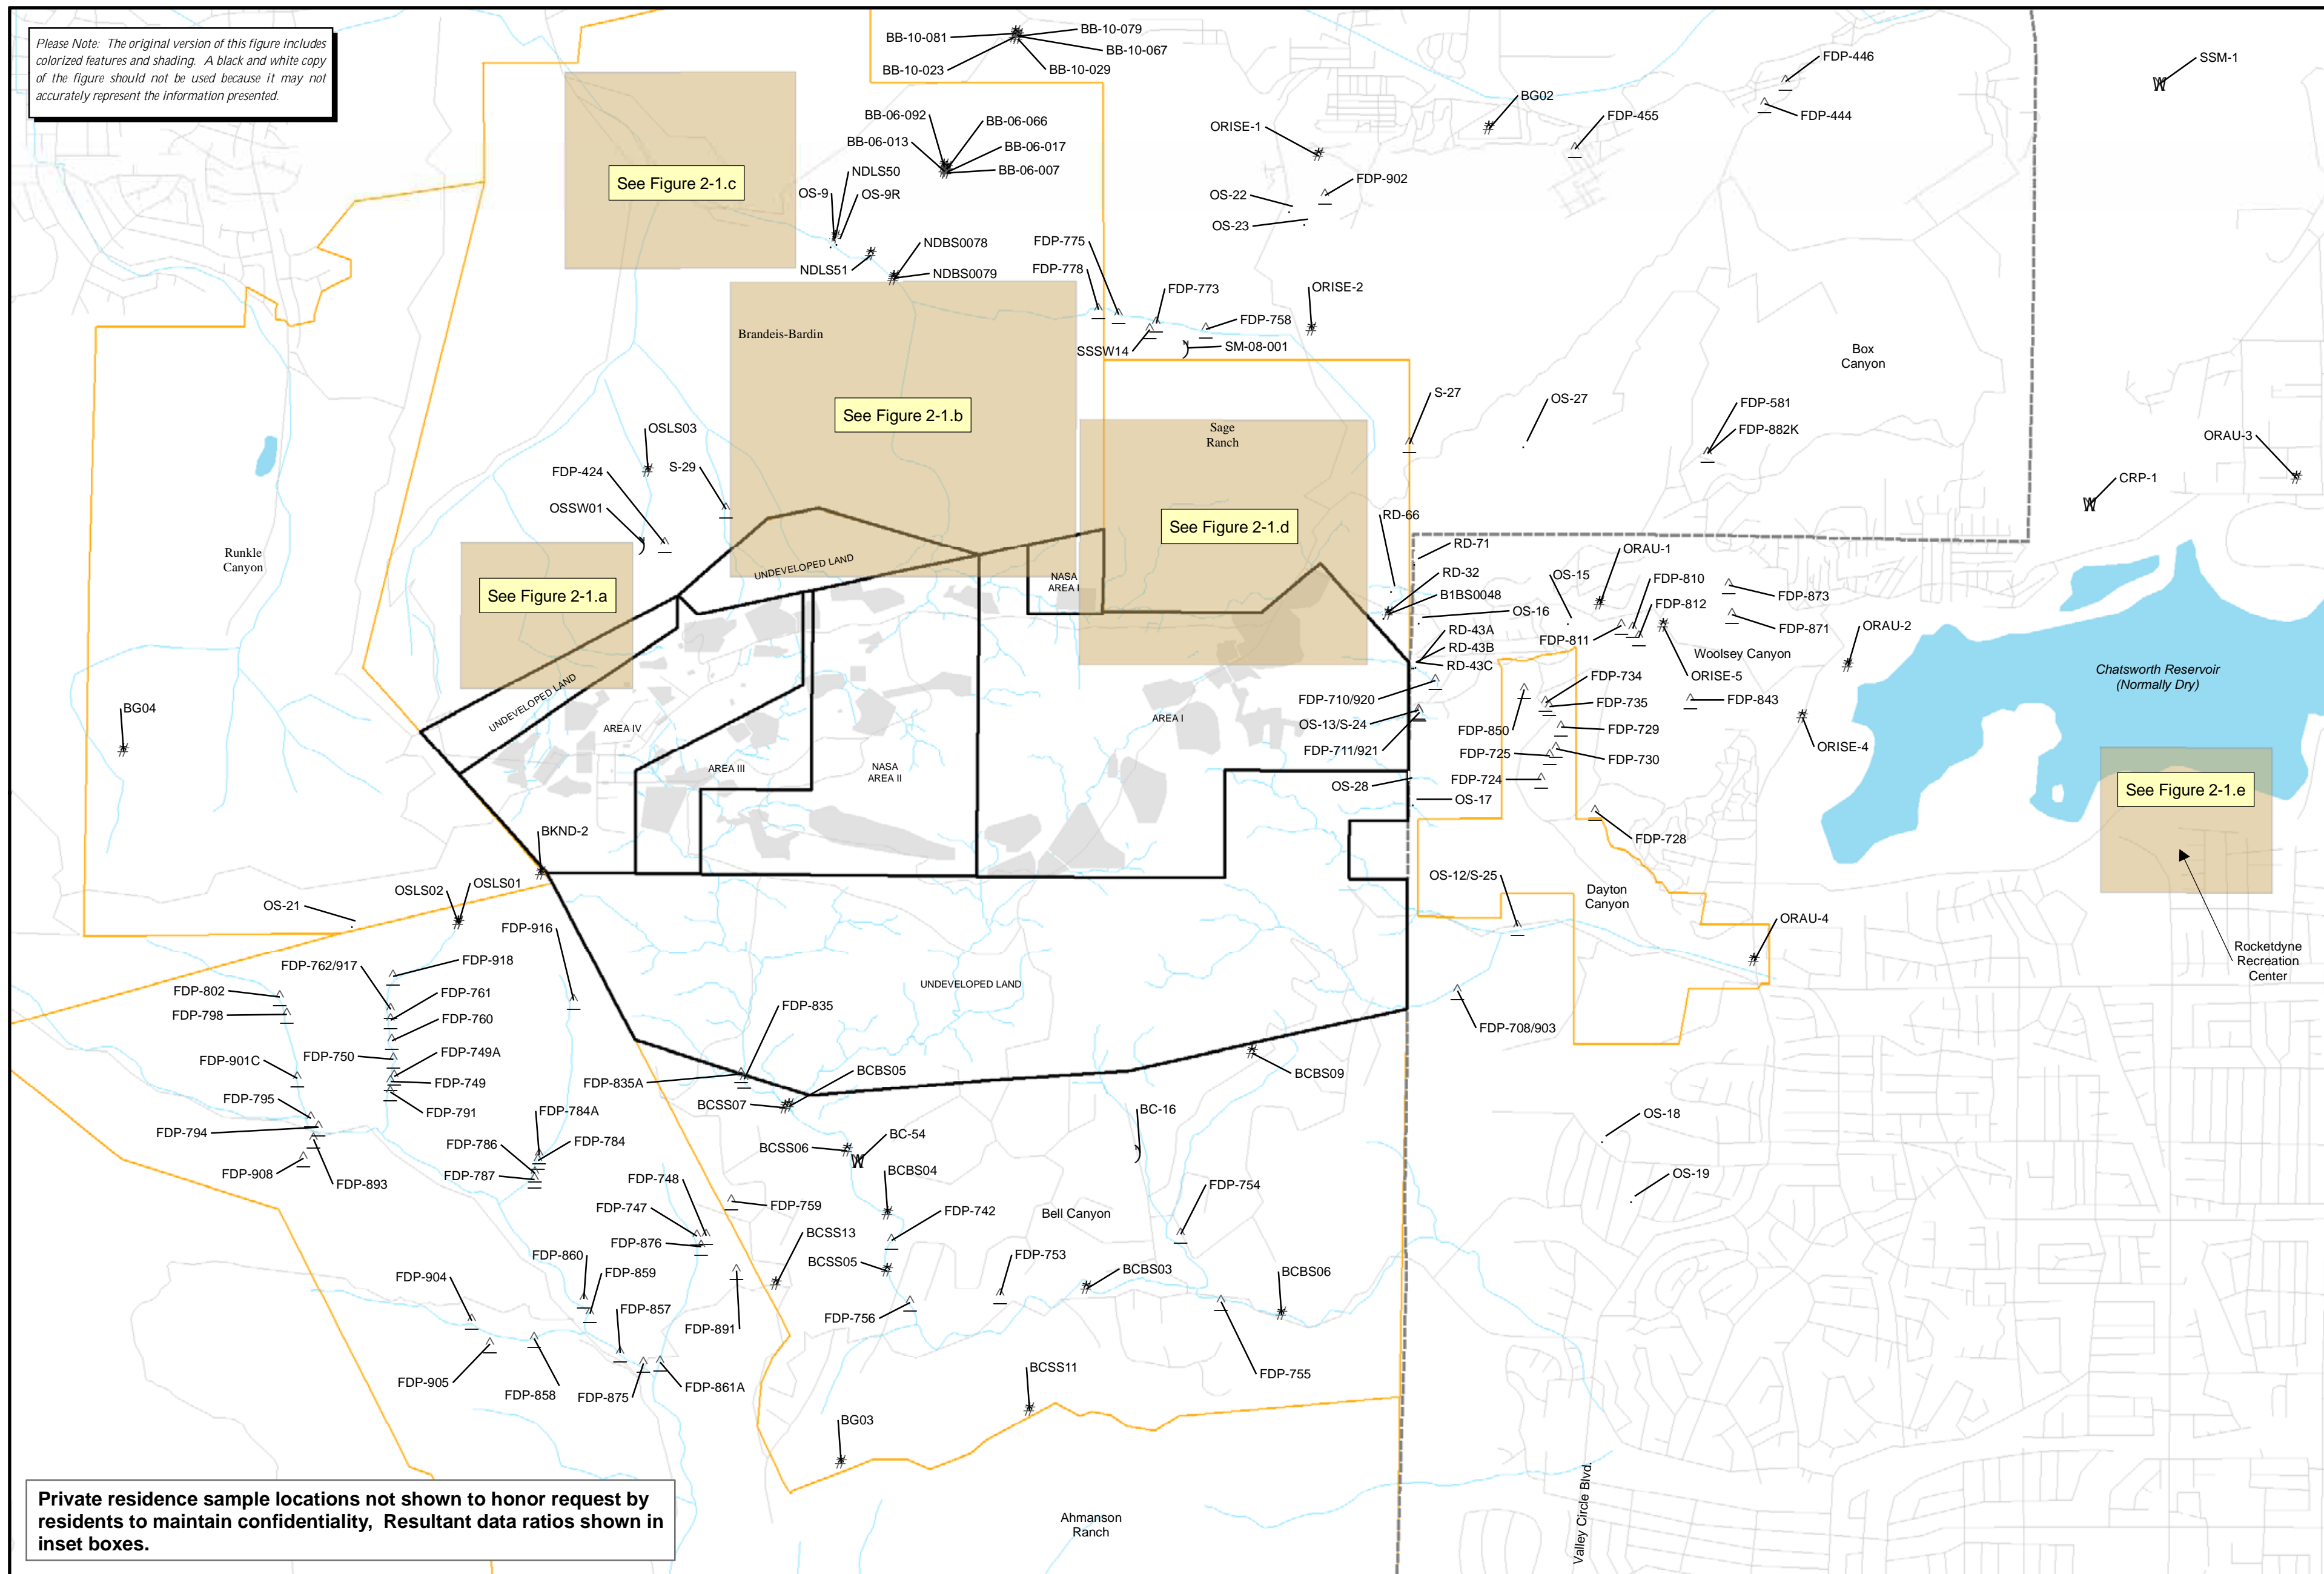 Please Note: The original version of this figure includes
colorized features and shading. A black and white copy
of the figure should not be used because it may not
accurately represent the information presented.
BB-10-081
BB-10-079
BB-10-067
BB-10-023
BB-10-029
FDP-446
SSM-1
BG02
FDP-444
FDP-455
BB-06-092
BB-06-066
ORISE-1
BB-06-013
BB-06-017
BB-06-007
NDLS50
See Figure 2-1.c
FDP-902
OS-9
OS-9R
OS-22
OS-23
NDBS0078
FDP-775
NDLS51
NDBS0079
FDP-778
FDP-773
ORISE-2
FDP-758
Brandeis-Bardin
SSSW14
SM-08-001
Box
Canyon
S-27
OS-27
FDP-581
See Figure 2-1.b
OSLS03
Sage
Ranch
FDP-882K
ORAU-3
S-29
FDP-424
CRP-1
OSSW01
RD-66
See Figure 2-1.d
RD-71
ORAU-1
Runkle
Canyon
UNDEVELOPED LAND
NASA
AREA I
RD-32
OS-15
FDP-810
See Figure 2-1.a
B1BS0048
FDP-873
FDP-812
OS-16
RD-43A
FDP-811
FDP-871
ORAU-2
RD-43B
Woolsey Canyon
RD-43C
Chatsworth Reservoir
(Normally Dry)
FDP-734
ORISE-5
UNDEVELOPED LAND
FDP-710/920
FDP-735
FDP-843
BG04
AREA I
OS-13/S-24
FDP-850
FDP-729
AREA IV
FDP-711/921
FDP-725
FDP-730
ORISE-4
AREA III
NASA
AREA II
FDP-724
OS-28
See Figure 2-1.e
OS-17
BKND-2
FDP-728
OS-12/S-25
OSLS02
OSLS01
Dayton
Canyon
OS-21
ORAU-4
FDP-916
Rocketdyne
Recreation
Center
FDP-918
FDP-762/917
UNDEVELOPED LAND
FDP-802
FDP-761
FDP-835
FDP-798
FDP-760
FDP-708/903
FDP-749A
FDP-750
FDP-901C
BCBS05
BCBS09
FDP-749
FDP-835A
FDP-795
BCSS07
FDP-791
FDP-784A
BC-16
OS-18
FDP-794
BC-54
FDP-786
FDP-784
BCSS06
BCBS04
FDP-908
FDP-787
FDP-748
OS-19
FDP-893
FDP-754
FDP-759
FDP-747
FDP-742
Bell Canyon
BCSS13
FDP-876
FDP-860
FDP-753
BCSS05
FDP-859
BCBS03
BCBS06
FDP-904
FDP-857
FDP-756
FDP-891
BCSS11
FDP-755
FDP-905
FDP-858
FDP-875
FDP-861A
BG03
Private residence sample locations not shown to honor request by
residents to maintain confidentiality, Resultant data ratios shown in
inset boxes.
Ahmanson
Ranch
Valley Circle Blvd.